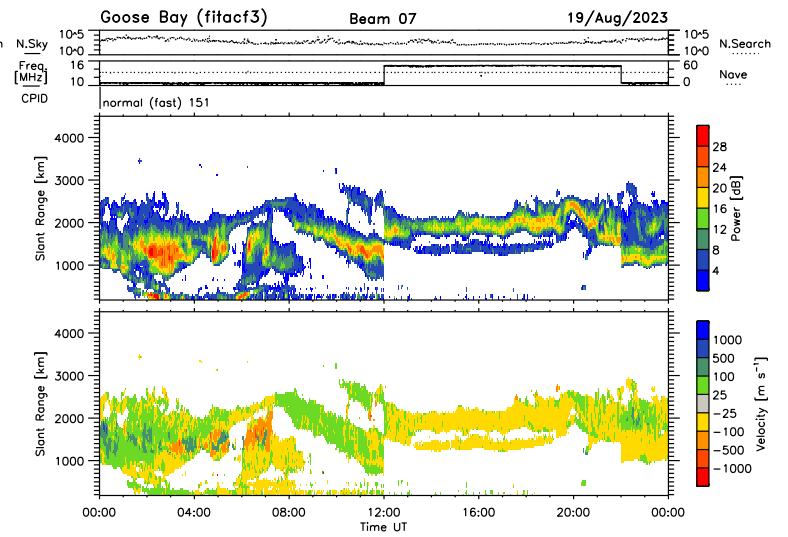 Goose Bay (fitacf3) Beam 07 19/Aug/2023
N.Sky 10^5 10^0 10^5 10^0 N.Search
Freq. [MHz] 16 10 60 0 Nave
CPID normal (fast) 151
Slant Range [km]
4000
3000
2000
1000
Power [dB]
28
24
20
16
12
8
4
Slant Range [km]
4000
3000
2000
1000
Velocity [m s⁻¹]
1000
500
100
25
−25
−100
−500
−1000
00:00 04:00 08:00 12:00 16:00 20:00 00:00
Time UT